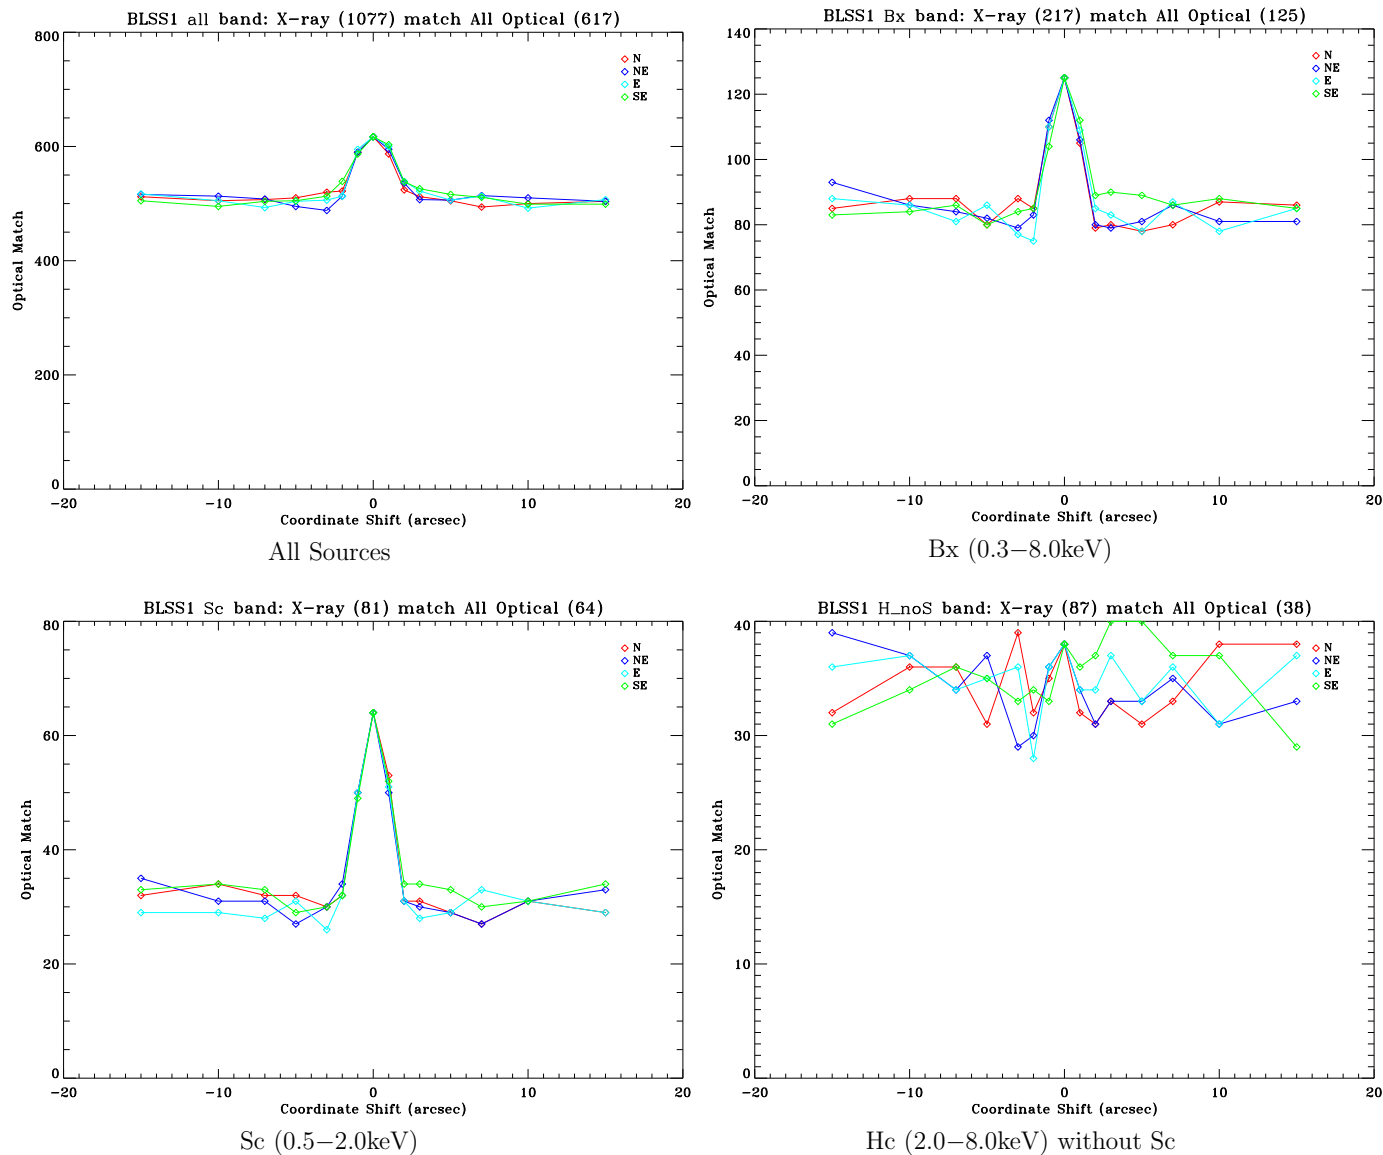 BLSS1 all band: X-ray (1077) match All Optical (617)
800
600
400
200
0
Optical Match
−20
−10
0
10
20
Coordinate Shift (arcsec)
N
NE
E
SE
All Sources
BLSS1 Bx band: X-ray (217) match All Optical (125)
140
120
100
80
60
40
20
0
Optical Match
−20
−10
0
10
20
Coordinate Shift (arcsec)
N
NE
E
SE
Bx (0.3−8.0keV)
BLSS1 Sc band: X-ray (81) match All Optical (64)
80
60
40
20
0
Optical Match
−20
−10
0
10
20
Coordinate Shift (arcsec)
N
NE
E
SE
Sc (0.5−2.0keV)
BLSS1 H_noS band: X-ray (87) match All Optical (38)
40
30
20
10
0
Optical Match
−20
−10
0
10
20
Coordinate Shift (arcsec)
N
NE
E
SE
Hc (2.0−8.0keV) without Sc